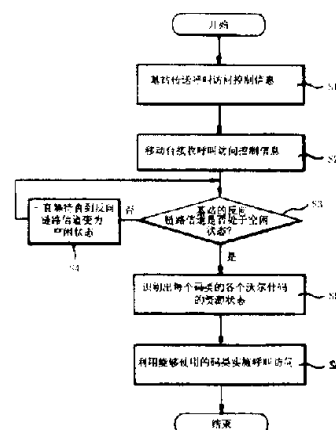 开始
基站传送呼叫访问控制信息
S1
移动台接收呼叫访问控制信息
S2
基站的反向
链路信道是否处于空闲
状态?
S3
否
一直等待直到反向
链路信道变为
空闲状态
S4
是
识别出每个码类的各个沃尔什码
的资源状态
利用能够使用的码类实施呼叫访问
结束